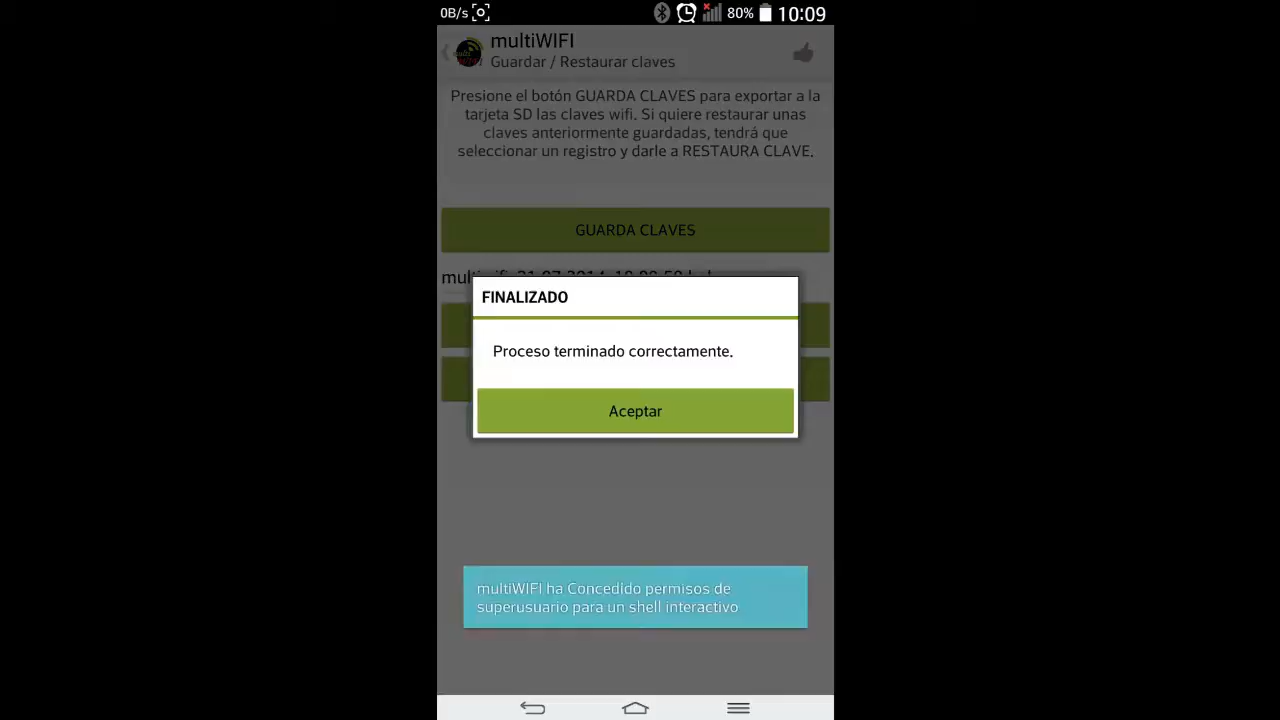 0B/s
80%
10:09
multiWIFI
Guardar / Restaurar claves
Presione el botón GUARDA CLAVES para exportar a la
tarjeta SD las claves wifi. Si quiere restaurar unas
claves anteriormente guardadas, tendrá que
seleccionar un registro y darle a RESTAURA CLAVE.
GUARDA CLAVES
FINALIZADO
Proceso terminado correctamente.
Aceptar
multiWIFI ha Concedido permisos de
superusuario para un shell interactivo